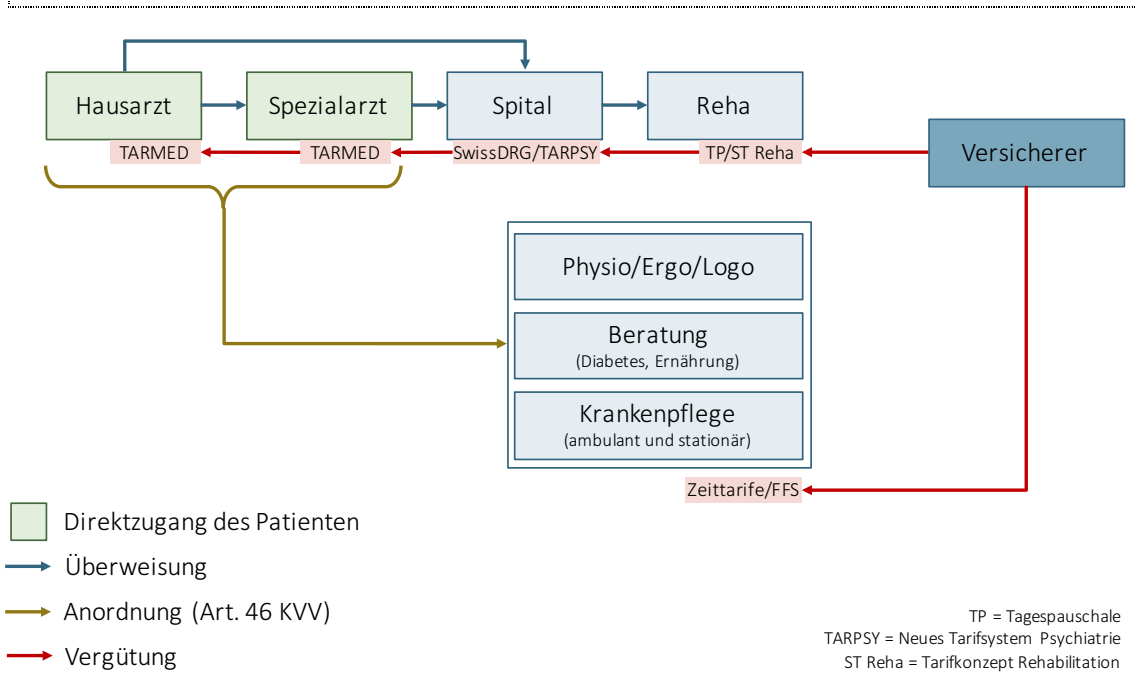 Hausarzt
Spezialarzt
Spital
Reha
TARMED
TARMED
SwissDRG/TARPSY
TP/ST Reha
Versicherer
Physio/Ergo/Logo
Beratung
(Diabetes, Ernährung)
Krankenpflege
(ambulant und stationär)
Zeittarife/FFS
Direktzugang des Patienten
Überweisung
Anordnung (Art. 46 KVV)
Vergütung
TP = Tagespauschale
TARPSY = Neues Tarifsystem Psychiatrie
ST Reha = Tarifkonzept Rehabilitation